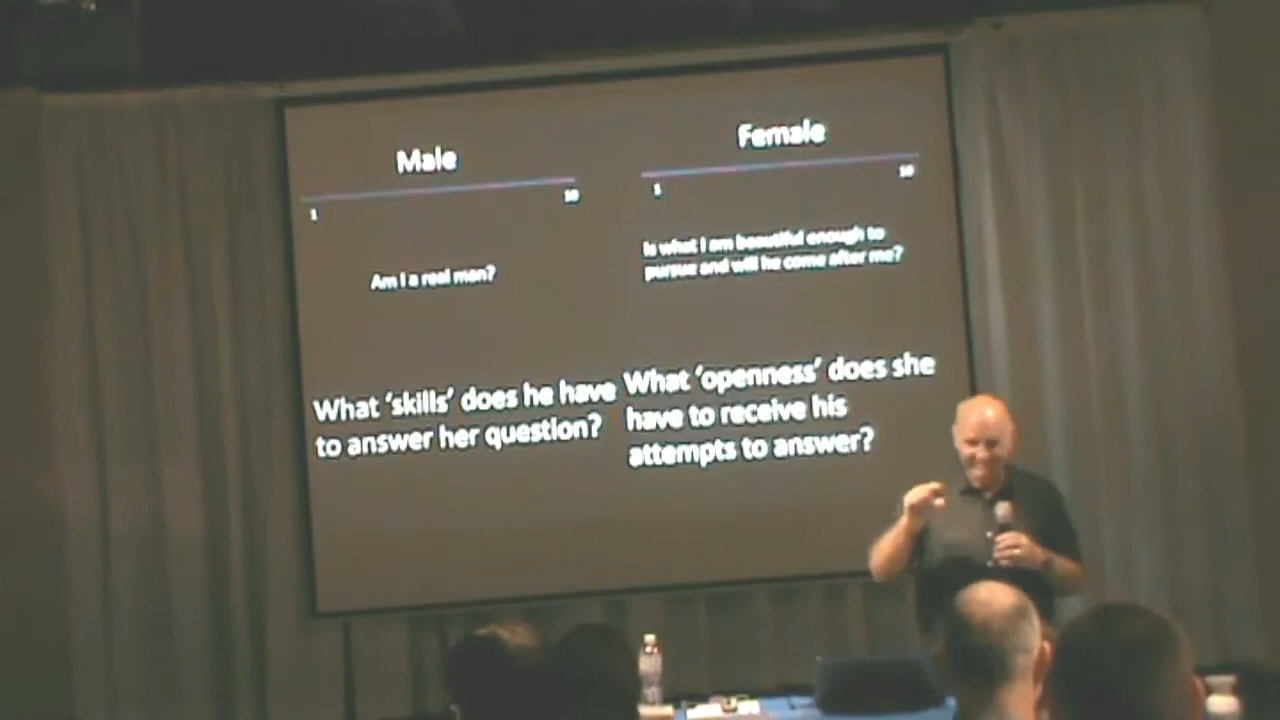 Male
1 10
Am I a real man?
What ‘skills’ does he have
to answer her question?
Female
1 10
Is what I am beautiful enough to
pursue and will he come after me?
What ‘openness’ does she
have to receive his
attempts to answer?